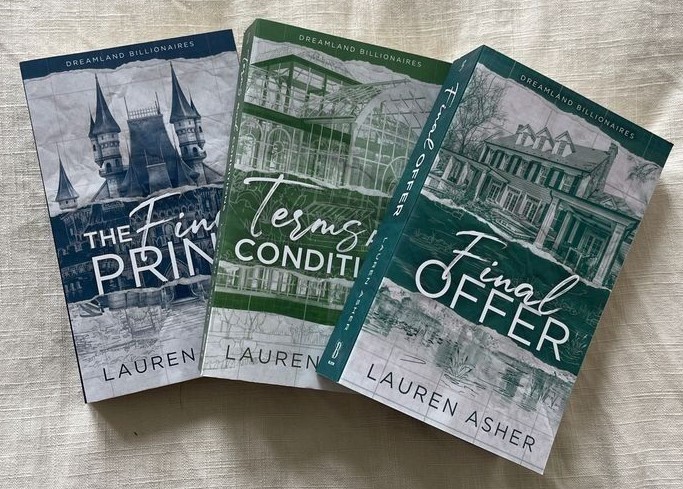 DREAMLAND BILLIONAIRES
THE Fin
PRIN
LAUREN
DREAMLAND BILLIONAIRES
Terms
CONDITI
LAUREN
Final OFFER LAUREN ASHER
DREAMLAND BILLIONAIRES
Final
OFFER
LAUREN ASHER